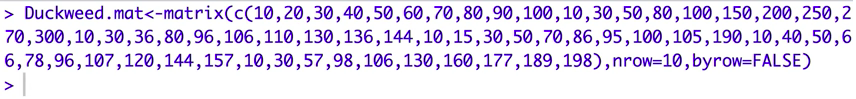 > Duckweed.mat<-matrix(c(10,20,30,40,50,60,70,80,90,100,10,30,50,80,100,150,200,250,2
70,300,10,30,36,80,96,106,110,130,136,144,10,15,30,50,70,86,95,100,105,190,10,40,50,6
6,78,96,107,120,144,157,10,30,57,98,106,130,160,177,189,198),nrow=10,byrow=FALSE)
>